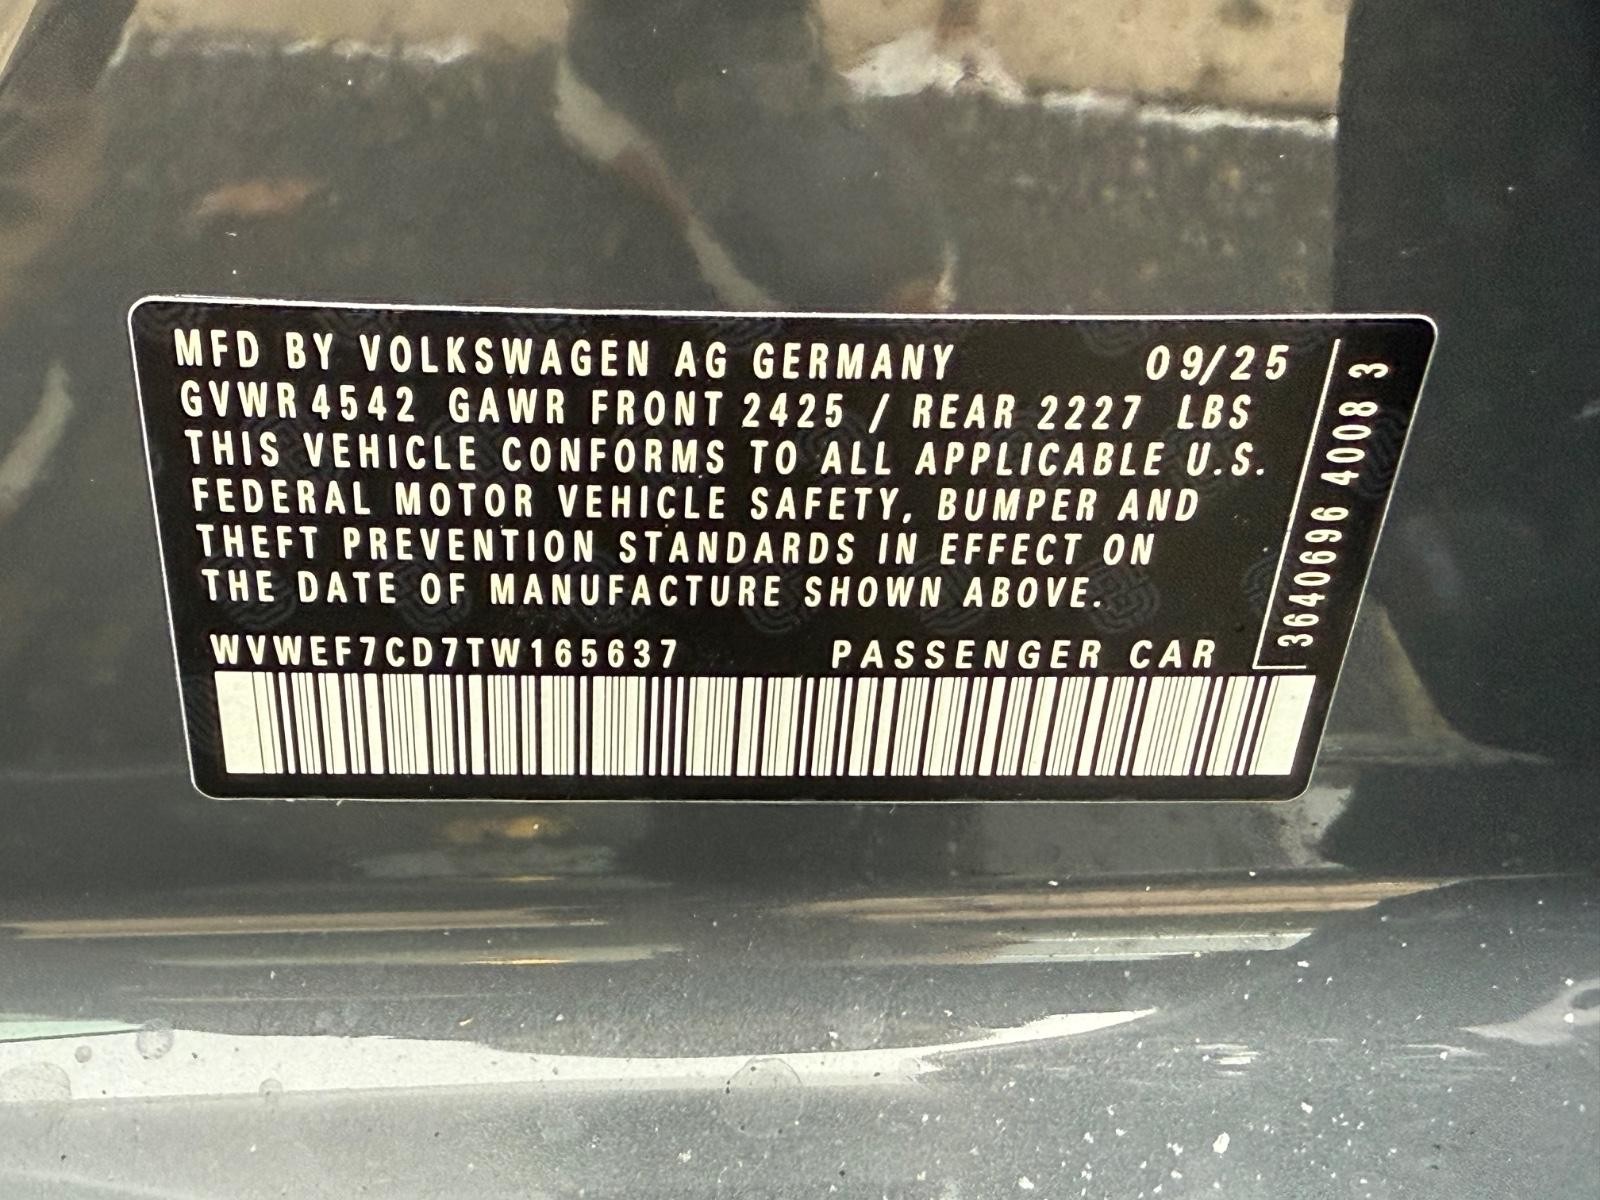 MFD BY VOLKSWAGEN AG GERMANY 09/25
GVWR 4542 GAWR FRONT 2425 / REAR 2227 LBS
THIS VEHICLE CONFORMS TO ALL APPLICABLE U.S.
FEDERAL MOTOR VEHICLE SAFETY, BUMPER AND
THEFT PREVENTION STANDARDS IN EFFECT ON
THE DATE OF MANUFACTURE SHOWN ABOVE.
WVWEF7CD7TW165637 PASSENGER CAR
3640696 4008 3